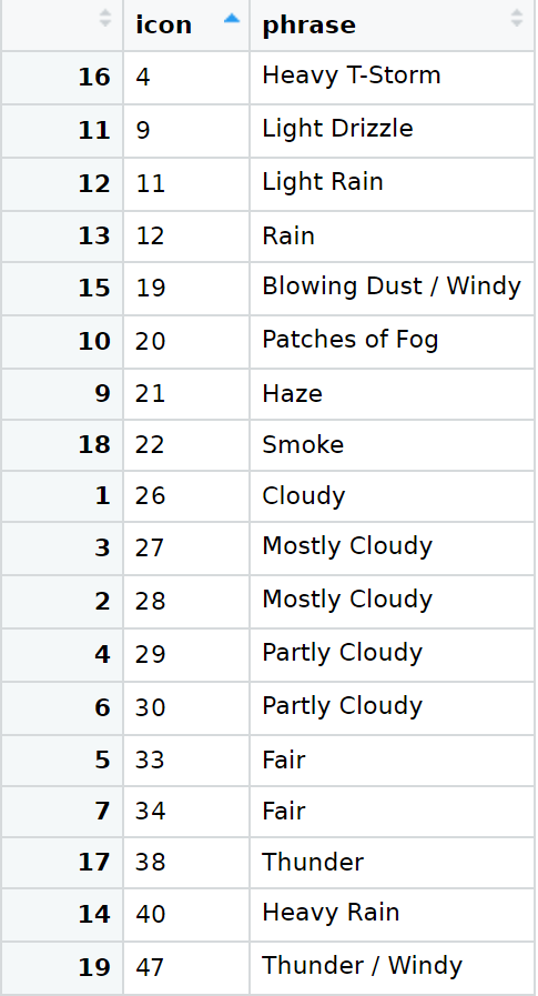 icon phrase
16 4 Heavy T-Storm
11 9 Light Drizzle
12 11 Light Rain
13 12 Rain
15 19 Blowing Dust / Windy
10 20 Patches of Fog
9 21 Haze
18 22 Smoke
1 26 Cloudy
3 27 Mostly Cloudy
2 28 Mostly Cloudy
4 29 Partly Cloudy
6 30 Partly Cloudy
5 33 Fair
7 34 Fair
17 38 Thunder
14 40 Heavy Rain
19 47 Thunder / Windy